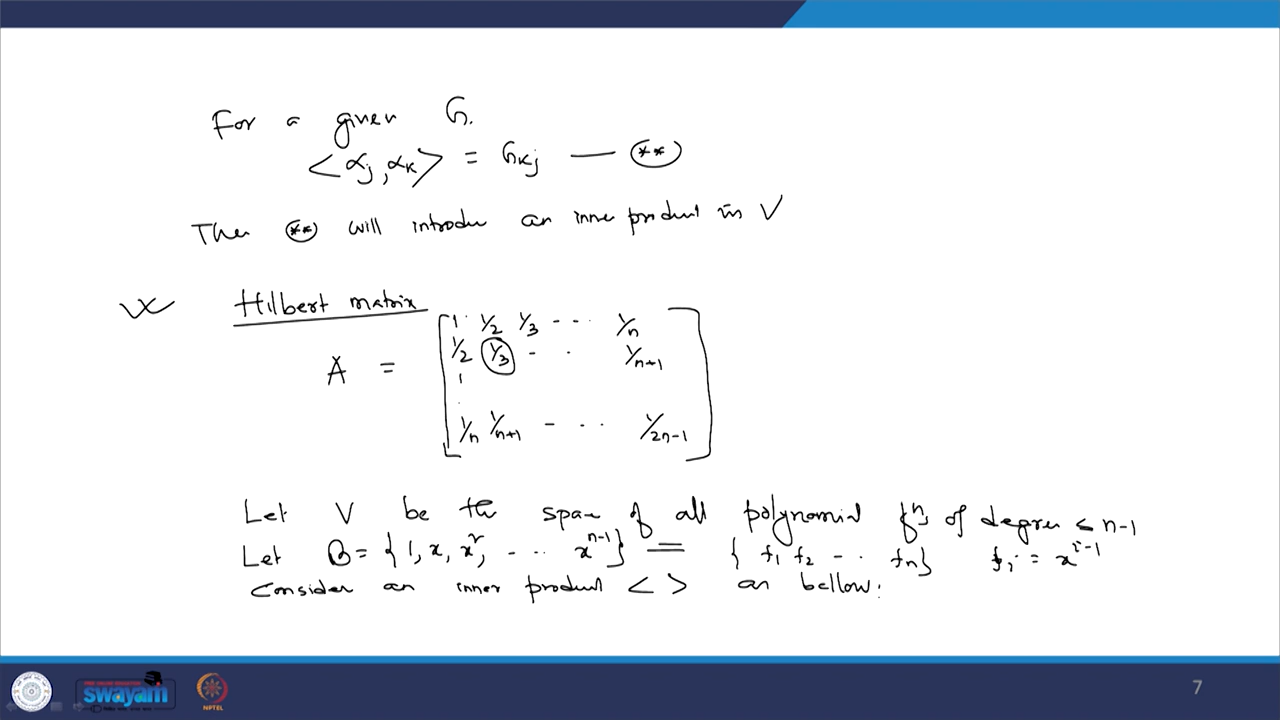 For a given G.
<αj, αk> = Gkj — (**)
Then (**) will introdu an inne product in V
Hilbert matrix
A = [ 1 1/2 1/3 - - - 1/n
1/2 1/3 - - - 1/n+1
1/n 1/n+1 - - - 1/2n-1 ]
Let V be the span of all polynomial fns of degree ≤ n-1
Let B = {1, x, x², - - - x^n-1} = {f1 f2 - - - fn} fi = x^i-1
Consider an inner product < > as bellow:
swayam
NPTEL
7